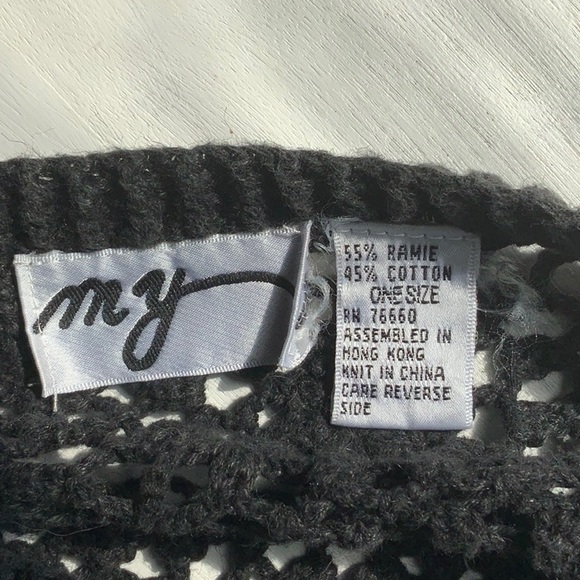 my
55% RAMIE
45% COTTON
ONE SIZE
RN 76660
ASSEMBLED IN
HONG KONG
KNIT IN CHINA
CARE REVERSE
SIDE